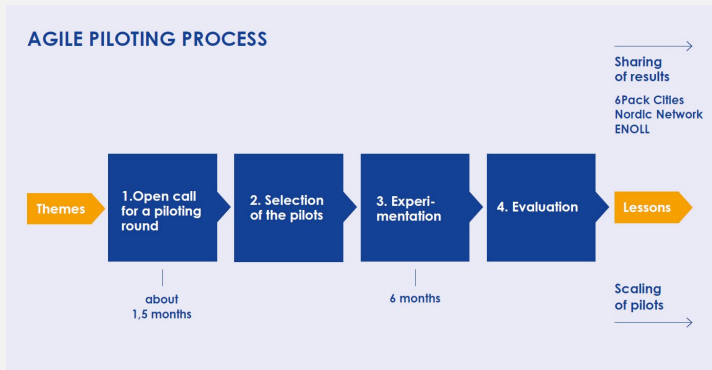 AGILE PILOTING PROCESS
Sharing
of results
6Pack Cities
Nordic Network
ENOLL
Themes
1.Open call
for a piloting
round
2. Selection
of the pilots
3. Experi-
mentation
4. Evaluation
Lessons
about
1,5 months
6 months
Scaling
of pilots